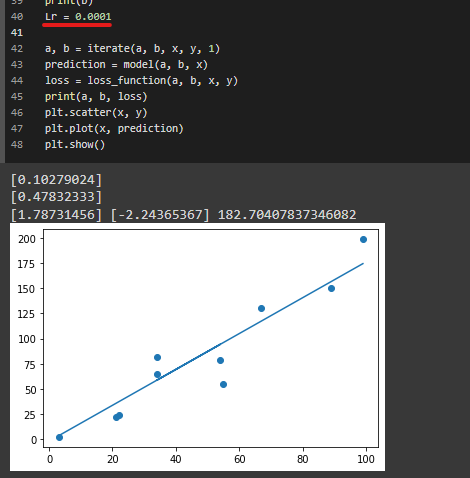 39 print(b)
40 Lr = 0.0001
41
42 a, b = iterate(a, b, x, y, 1)
43 prediction = model(a, b, x)
44 loss = loss_function(a, b, x, y)
45 print(a, b, loss)
46 plt.scatter(x, y)
47 plt.plot(x, prediction)
48 plt.show()
[0.10279024]
[0.47832333]
[1.78731456] [-2.24365367] 182.70407837346082
200
175
150
125
100
75
50
25
0
0 20 40 60 80 100